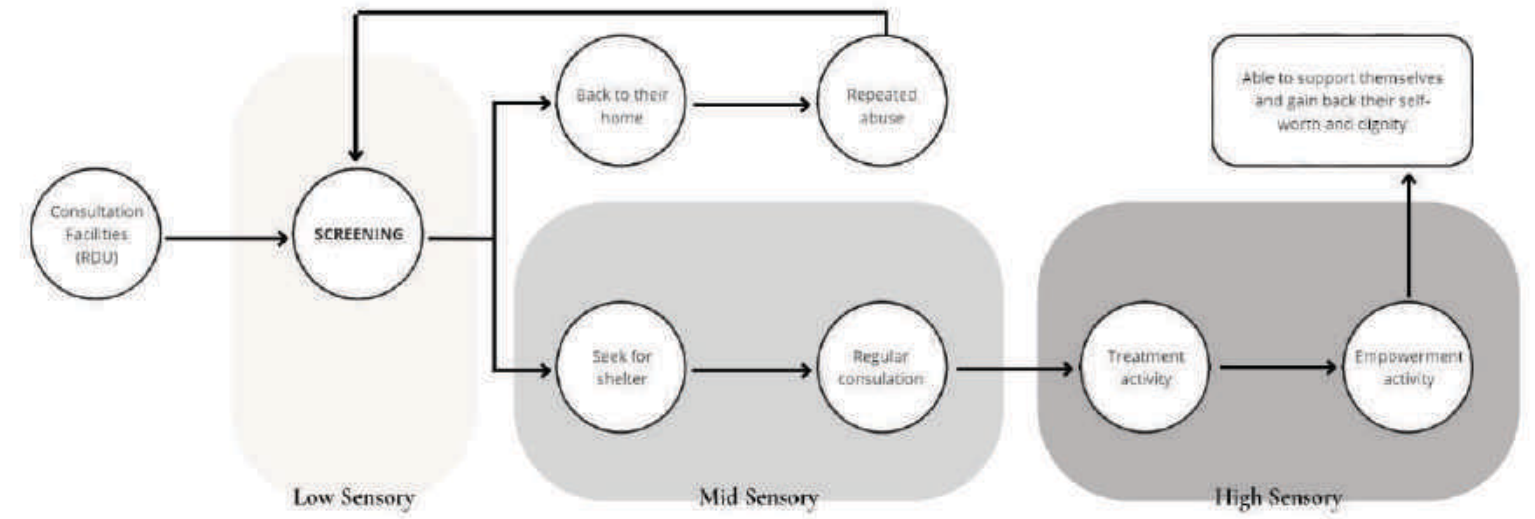 Back to their
home
Repeated
abuse
Able to support themselves
and gain back their self-
worth and dignity
Consultation
Facilities
(RDU)
SCREENING
Seek for
shelter
Regular
consulation
Treatment
activity
Empowerment
activity
Low Sensory
Mid Sensory
High Sensory